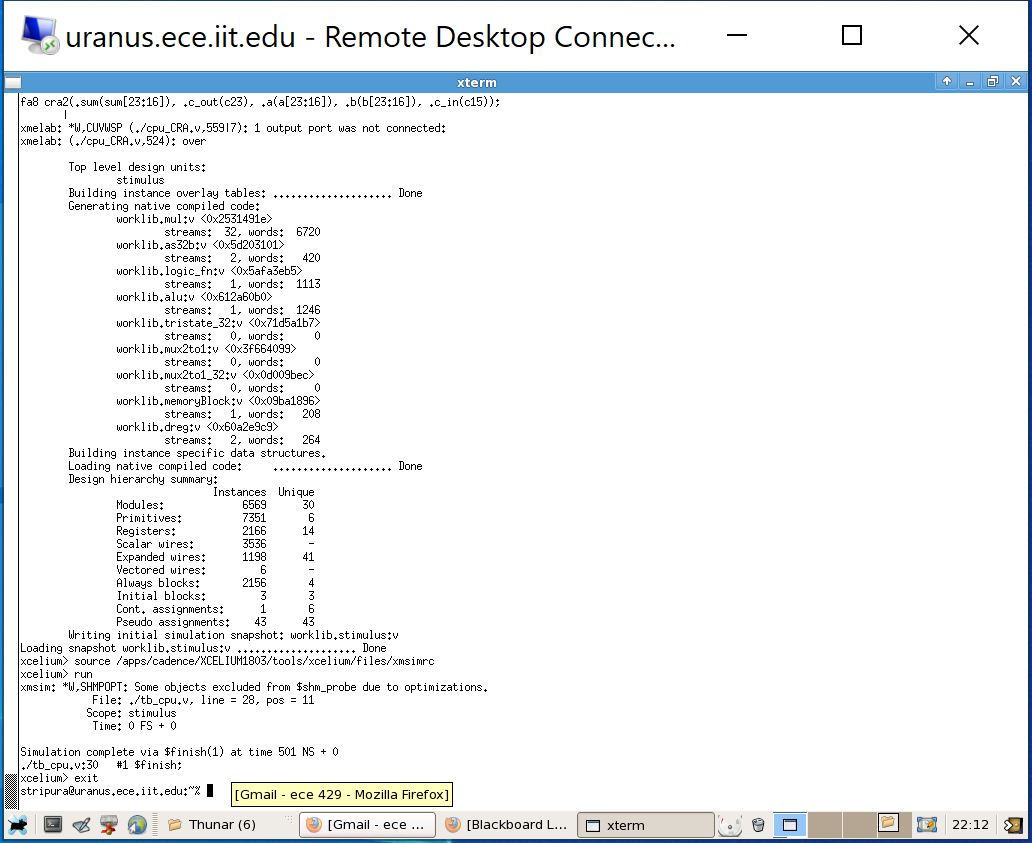 uranus.ece.iit.edu - Remote Desktop Connec...
xterm
fa8 cra2(.sum(sum[23:16]), .c_out(c23), .a(a[23:16]), .b(b[23:16]), .c_in(c15));
|
xmelab: *W,CUVWSP (./cpu_CRA.v,559|7): 1 output port was not connected:
xmelab: (./cpu_CRA.v,524): over
Top level design units:
stimulus
Building instance overlay tables: .................... Done
Generating native compiled code:
worklib.mul:v <0x2531491e>
streams: 32, words: 6720
worklib.as32b:v <0x5d203101>
streams: 2, words: 420
worklib.logic_fn:v <0x5afa3eb5>
streams: 1, words: 1113
worklib.alu:v <0x612a60b0>
streams: 1, words: 1246
worklib.tristate_32:v <0x71d5a1b7>
streams: 0, words: 0
worklib.mux2to1:v <0x3f664099>
streams: 0, words: 0
worklib.mux2to1_32:v <0x0d009bec>
streams: 0, words: 0
worklib.memoryBlock:v <0x09ba1896>
streams: 1, words: 208
worklib.dreg:v <0x60a2e9c9>
streams: 2, words: 264
Building instance specific data structures.
Loading native compiled code: .................... Done
Design hierarchy summary:
Instances Unique
Modules: 6569 30
Primitives: 7351 6
Registers: 2166 14
Scalar wires: 3536 -
Expanded wires: 1198 41
Vectored wires: 6 -
Always blocks: 2156 4
Initial blocks: 3 3
Cont. assignments: 1 6
Pseudo assignments: 43 43
Writing initial simulation snapshot: worklib.stimulus:v
Loading snapshot worklib.stimulus:v .................... Done
xcelium> source /apps/cadence/XCELIUM1803/tools/xcelium/files/xmsimrc
xcelium> run
xmsim: *W,SHMPOPT: Some objects excluded from $shm_probe due to optimizations.
File: ./tb_cpu.v, line = 28, pos = 11
Scope: stimulus
Time: 0 FS + 0
Simulation complete via $finish(1) at time 501 NS + 0
./tb_cpu.v:30 #1 $finish;
xcelium> exit
stripura@uranus.ece.iit.edu:~%
[Gmail - ece 429 - Mozilla Firefox]
Thunar (6)
[Gmail - ece ...
[Blackboard L...
xterm
22:12